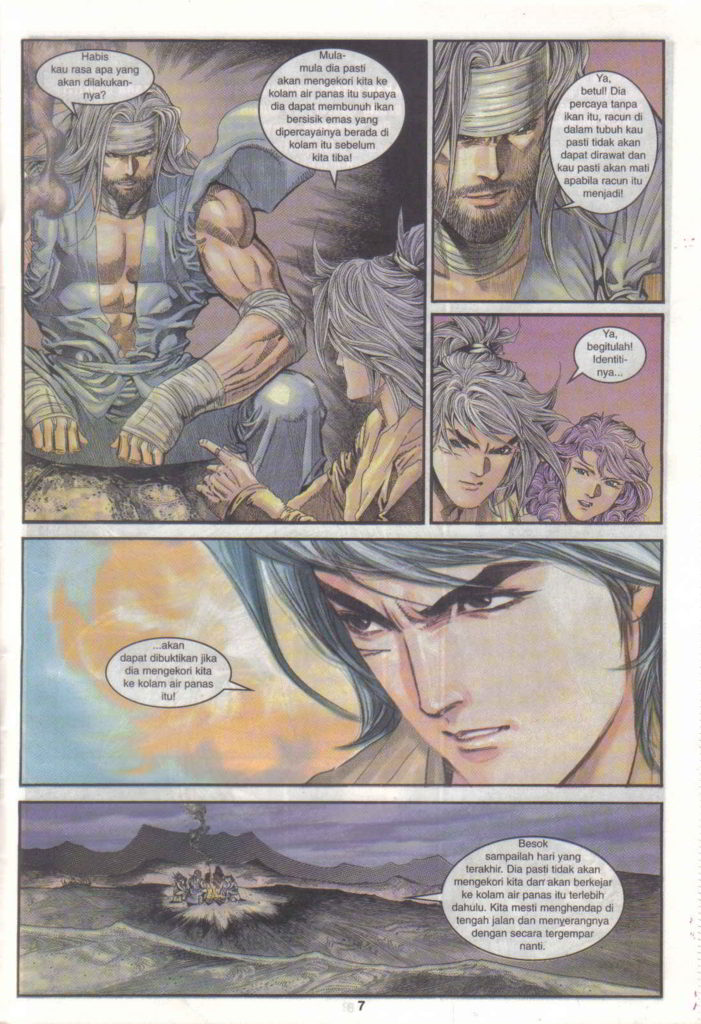 Habis
kau rasa apa yang
akan dilakukan-
nya?
Mula-
mula dia pasti
akan mengekori kita ke
kolam air panas itu supaya
dia dapat membunuh ikan
bersisik emas yang
dipercayainya berada di
kolam itu sebelum
kita tiba!
Ya,
betul! Dia
percaya tanpa
ikan itu, racun di
dalam tubuh kau
pasti tidak akan
dapat dirawat dan
kau pasti akan mati
apabila racun itu
menjadi!
Ya,
begitulah!
Identiti-
nya...
...akan
dapat dibuktikan jika
dia mengekori kita
ke kolam air panas
itu!
Besok
sampailah hari yang
terakhir. Dia pasti tidak akan
mengekori kita dan akan berkejar
ke kolam air panas itu terlebih
dahulu. Kita mesti menghendap di
tengah jalan dan menyerangnya
dengan secara tergempar
nanti.
7